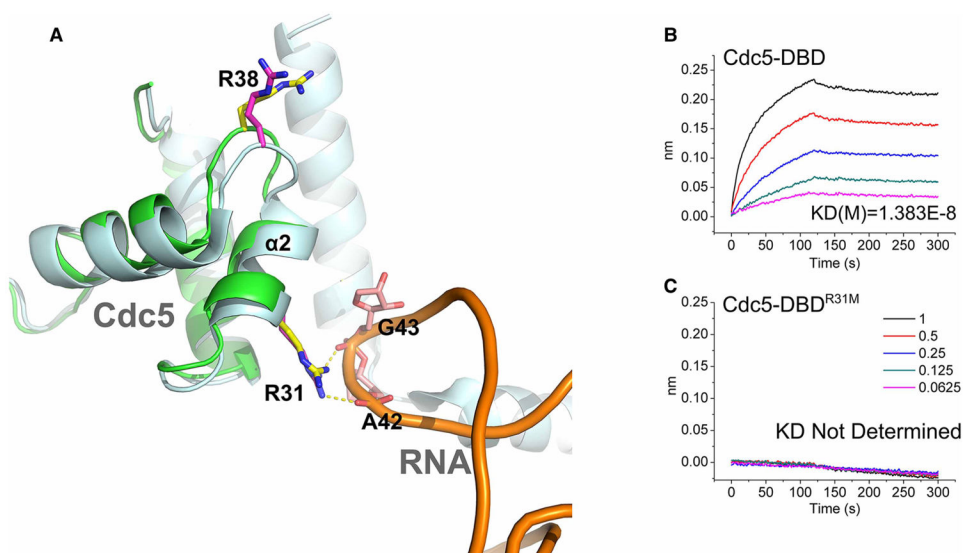 A
R38
α2
Cdc5
G43
R31
A42
RNA
B
Cdc5-DBD
0.25
0.20
0.15
0.10
0.05
0.00
nm
KD(M)=1.383E-8
0 50 100 150 200 250 300
Time (s)
C
Cdc5-DBD^R31M
0.25
0.20
0.15
0.10
0.05
0.00
nm
1
0.5
0.25
0.125
0.0625
KD Not Determined
0 50 100 150 200 250 300
Time (s)